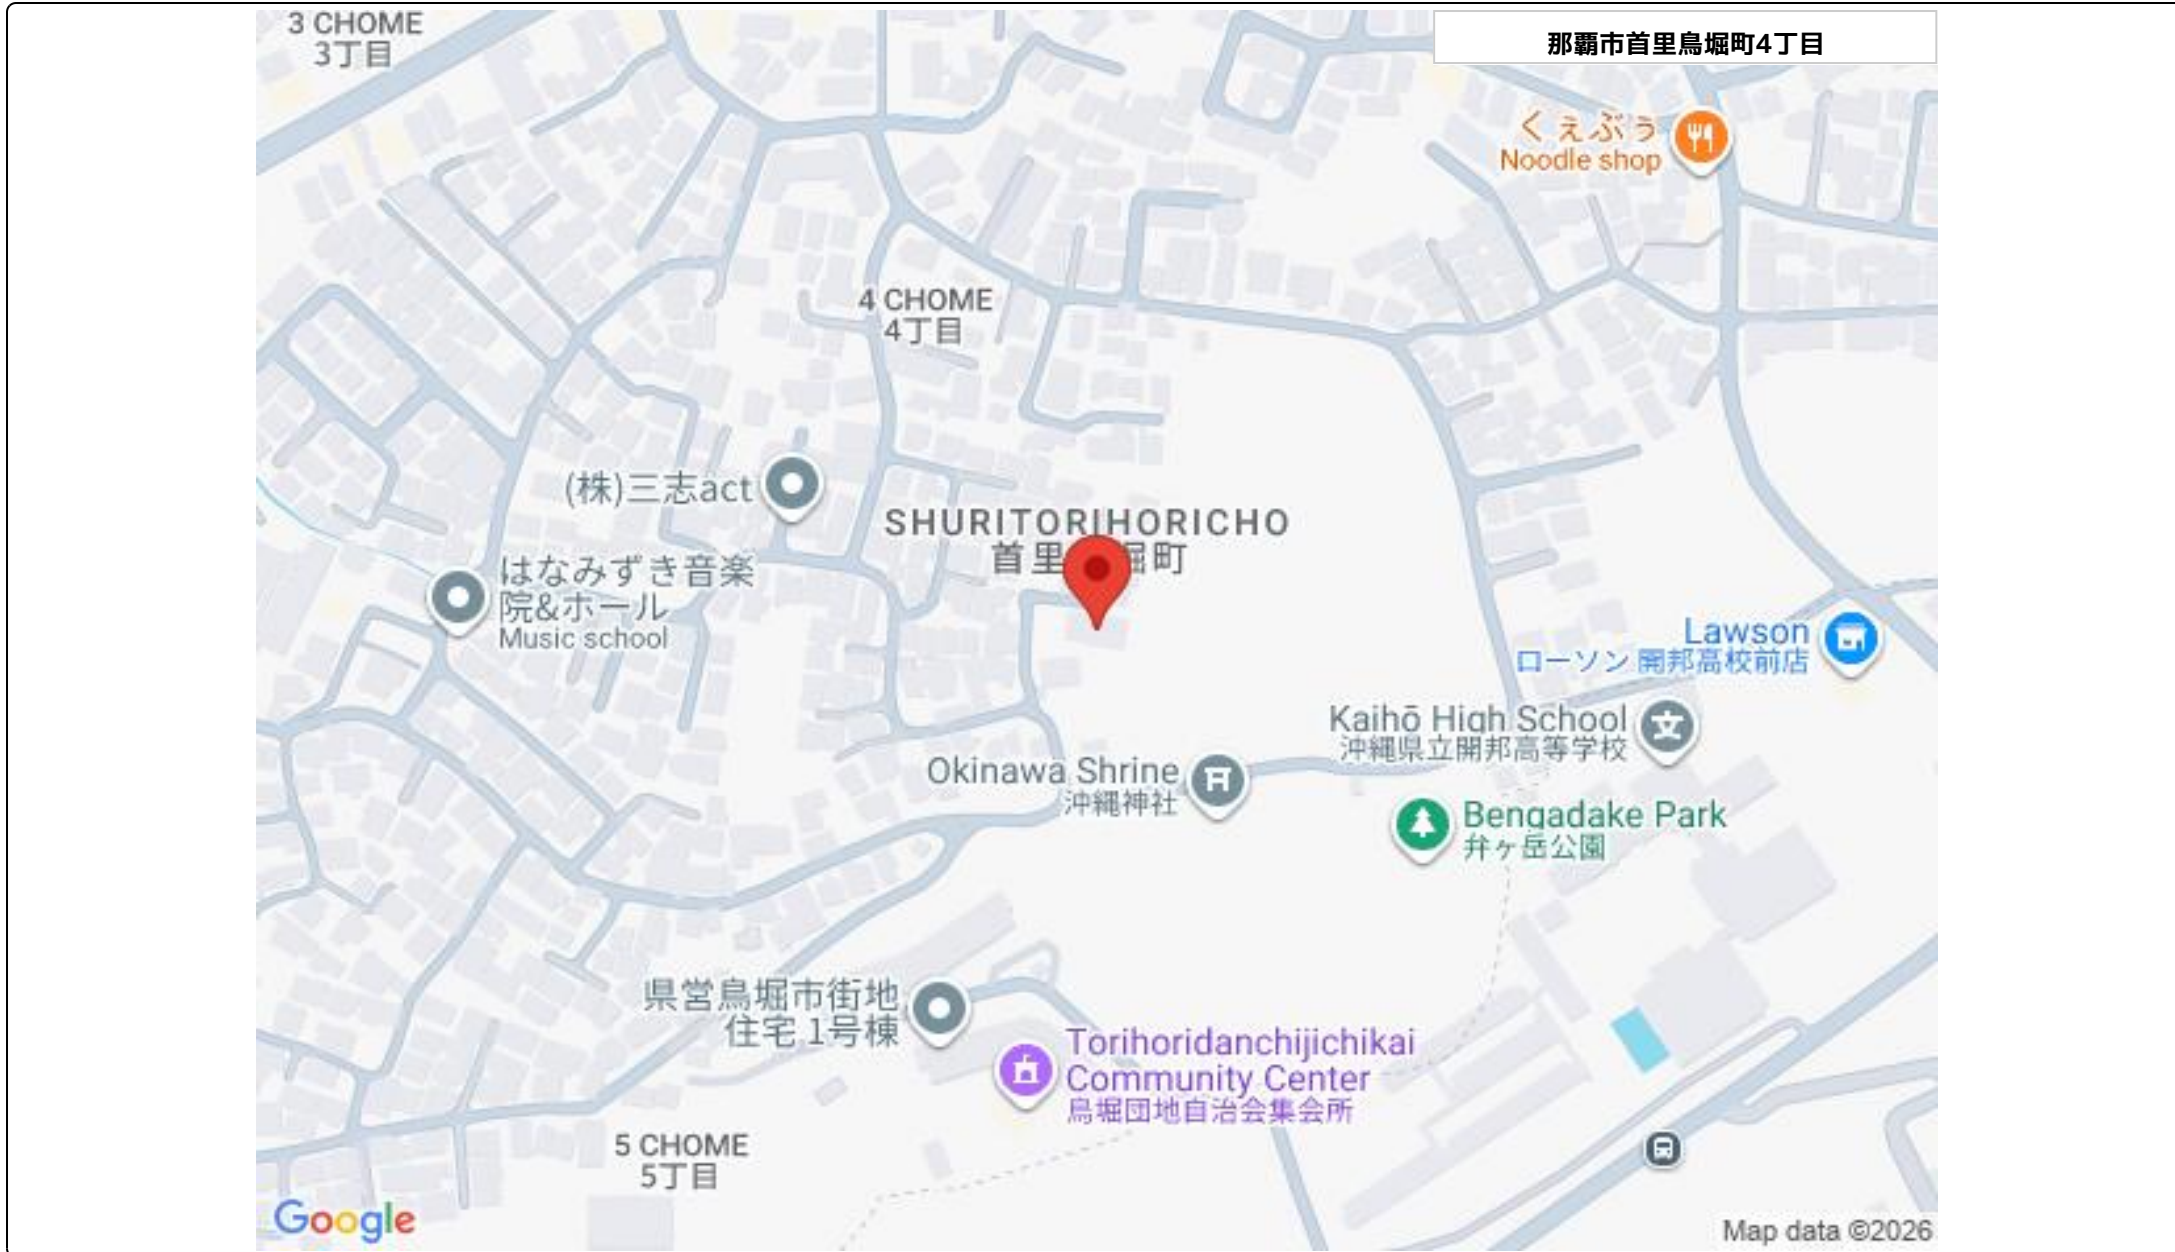 3 CHOME
3丁目
那覇市首里鳥堀町4丁目
くぇぶぅ
Noodle shop
4 CHOME
4丁目
(株)三志act
SHURITORIHORICHO
首里 堀町
はなみずき音楽
院&ホール
Music school
Lawson
ローソン 開邦高校前店
Kaihō High School
沖縄県立開邦高等学校
Okinawa Shrine
沖縄神社
Bengadake Park
弁ヶ岳公園
県営鳥堀市街地
住宅 1号棟
Torihoridanchijichikai
Community Center
鳥堀団地自治会集会所
5 CHOME
5丁目
Google
Map data ©2026